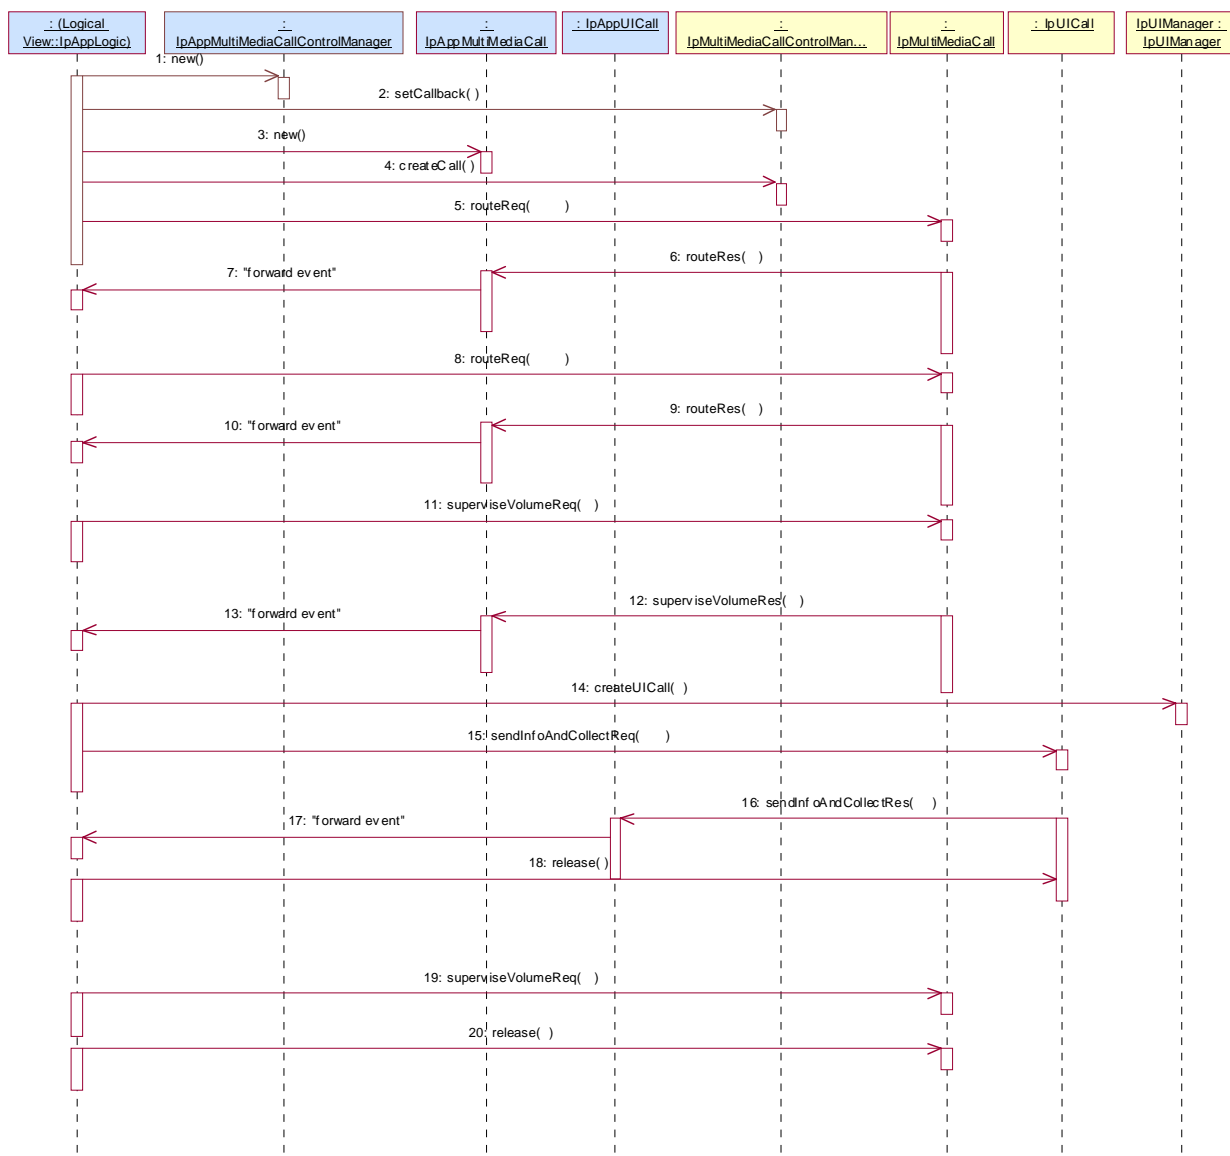 : (Logical
View::IpAppLogic)
:
IpAppMultiMediaCallControlManager
:
IpAppMultiMediaCall
: IpAppUICall
:
IpMultiMediaCallControlMan...
:
IpMultiMediaCall
: IpUICall
IpUIManager :
IpUIManager
1: new()
2: setCallback( )
3: new()
4: createCall( )
5: routeReq( )
6: routeRes( )
7: "forward event"
8: routeReq( )
9: routeRes( )
10: "forward event"
11: superviseVolumeReq( )
12: superviseVolumeRes( )
13: "forward event"
14: createUICall( )
15: sendInfoAndCollectReq( )
16: sendInfoAndCollectRes( )
17: "forward event"
18: release( )
19: superviseVolumeReq( )
20: release( )